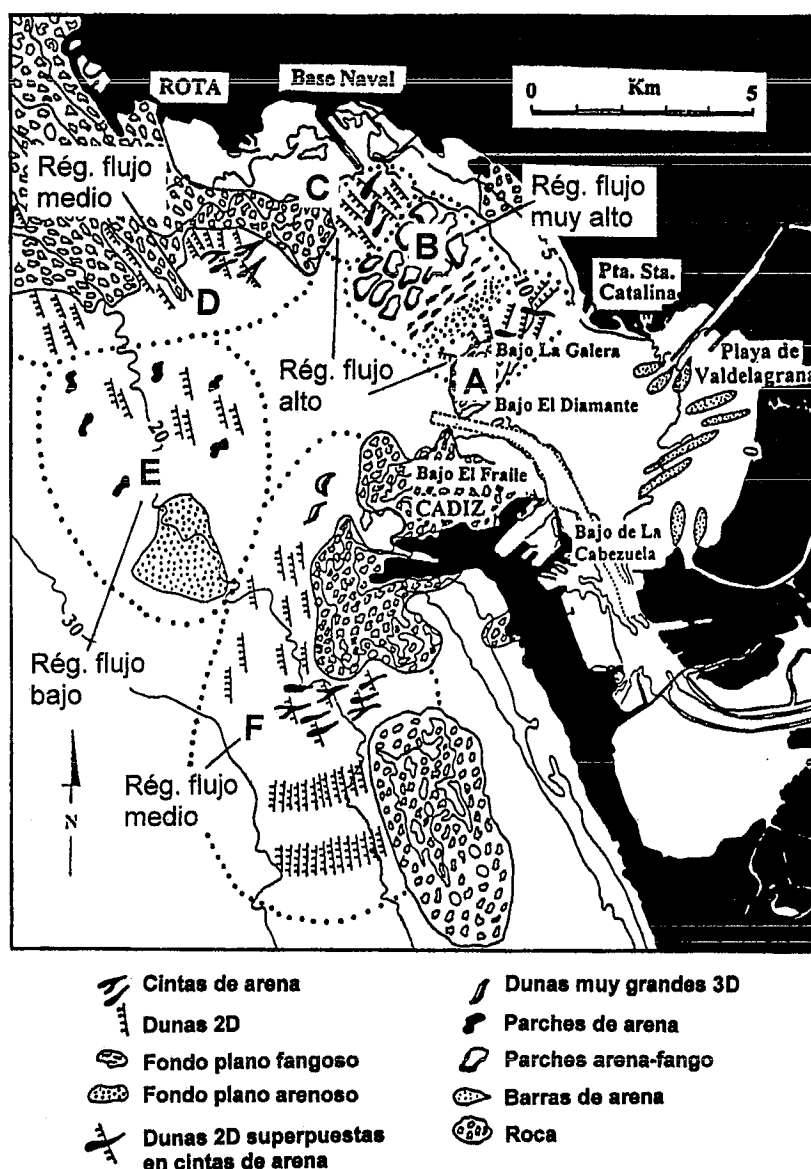 ROTA
Base Naval
0
Km
5
Rég. flujo
medio
C
Rég. flujo
muy alto
B
5
10
Pta. Sta.
Catalina
D
Bajo La Galera
Playa de
Valdelagrana
Rég. flujo
alto
A
Bajo El Diamante
20
0
E
Bajo El Fraile
CADIZ
Bajo de La
Cabezuela
30
Rég. flujo
bajo
F
Rég. flujo
medio
N
Cintas de arena
Dunas 2D
Fondo plano fangoso
Fondo plano arenoso
Dunas 2D superpuestas
en cintas de arena
Dunas muy grandes 3D
Parches de arena
Parches arena-fango
Barras de arena
Roca